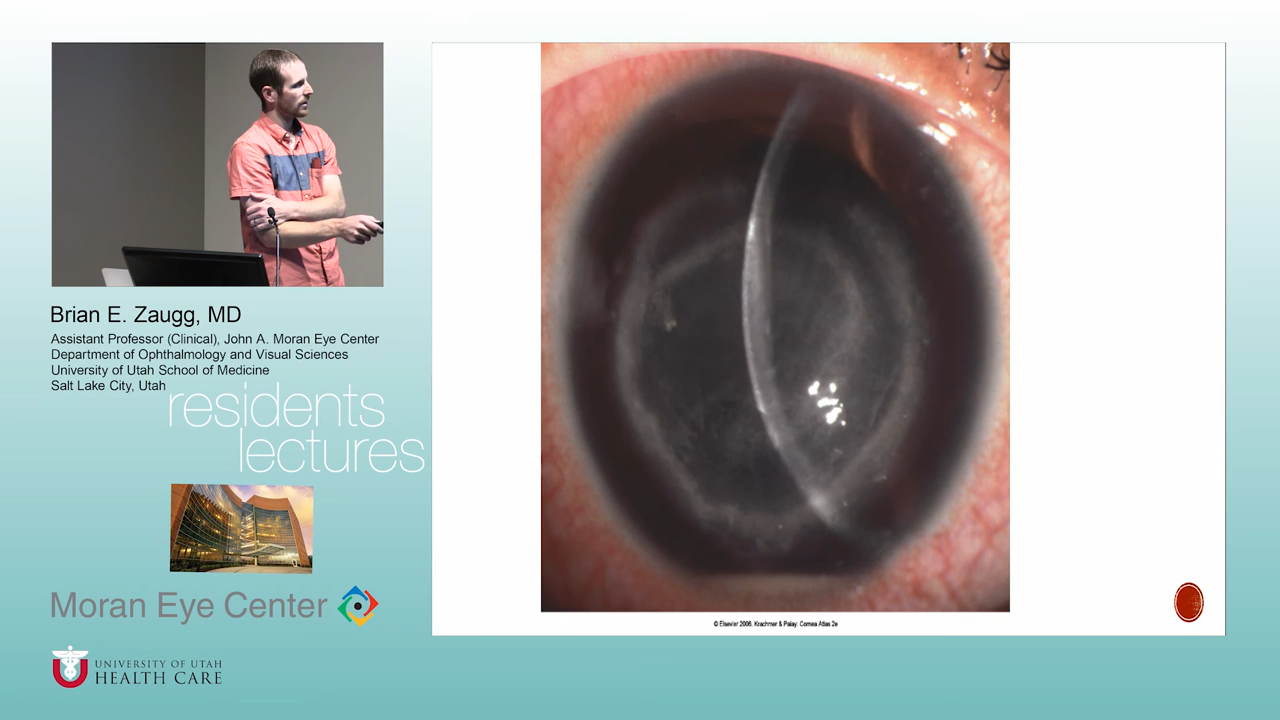 Brian E. Zaugg, MD
Assistant Professor (Clinical), John A. Moran Eye Center
Department of Ophthalmology and Visual Sciences
University of Utah School of Medicine
Salt Lake City, Utah
residents
lectures
Moran Eye Center
UNIVERSITY OF UTAH
HEALTH CARE
© Elsevier 2006. Krachmer & Palay: Cornea Atlas 2e